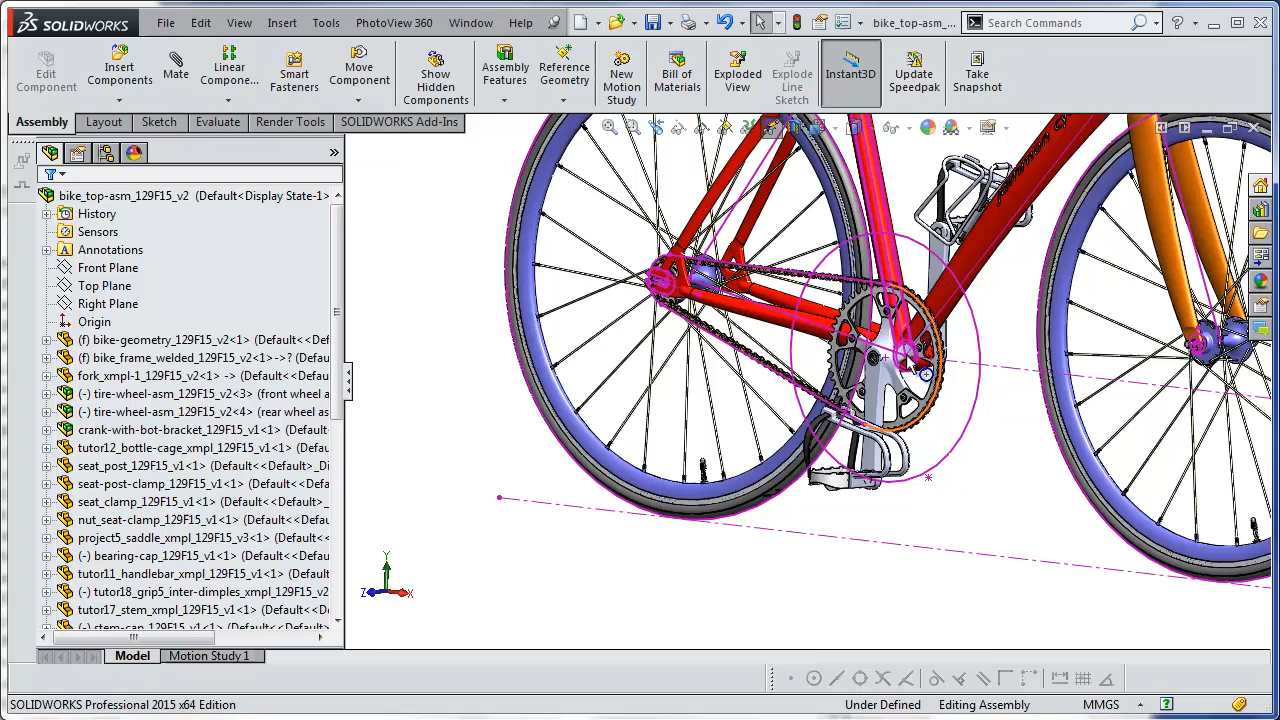 SOLIDWORKS
File Edit View Insert Tools PhotoView 360 Window Help
bike_top-asm_...
Search Commands
Edit Component
Insert Components
Mate
Linear Compone...
Smart Fasteners
Move Component
Show Hidden Components
Assembly Features
Reference Geometry
New Motion Study
Bill of Materials
Exploded View
Explode Line Sketch
Instant3D
Update Speedpak
Take Snapshot
Assembly Layout Sketch Evaluate Render Tools SOLIDWORKS Add-Ins
bike_top-asm_129F15_v2 (Default<Display State-1>
History
Sensors
Annotations
Front Plane
Top Plane
Right Plane
Origin
(f) bike-geometry_129F15_v2<1> (
(f) bike_frame_welded_v2<1>->? (
fork_xmpl-1_129F15_v2<1> -> (Def
(-) tire-wheel-asm_129F15_v2<3> (front wheel a
(-) tire-wheel-asm_129F15_v2<4> (rear wheel as
crank-with-bot-bracket_129F15_v2<1>
tutor12_bottle-cage_129F15_v2<1> (Default<<Def
seat_post_129F15_v1<1> (Default<<Default>_Di
seat-post-clamp_129F15_v1<1> (Default<<Defau
seat_clamp_129F15_v1<1> (Default<<Default>_D
nut_seat-clamp_129F15_v1<1> (Default<<Defau
project5_saddle_xmpl_v3<1> (Default<<Default>
(-) bearing-cap_129F15_v1<1> (Default<<Defau
tutor11_handlebar_xmpl_129F15_v1<1> (Default
(-) tutor18_grip5_inter-dimples_xmpl_129F15_v2
tutor17_stem_xmpl_129F15_v1<1> (Default<<De
Y
Z X
Model Motion Study 1
SOLIDWORKS Professional 2015 x64 Edition Under Defined Editing Assembly MMGS